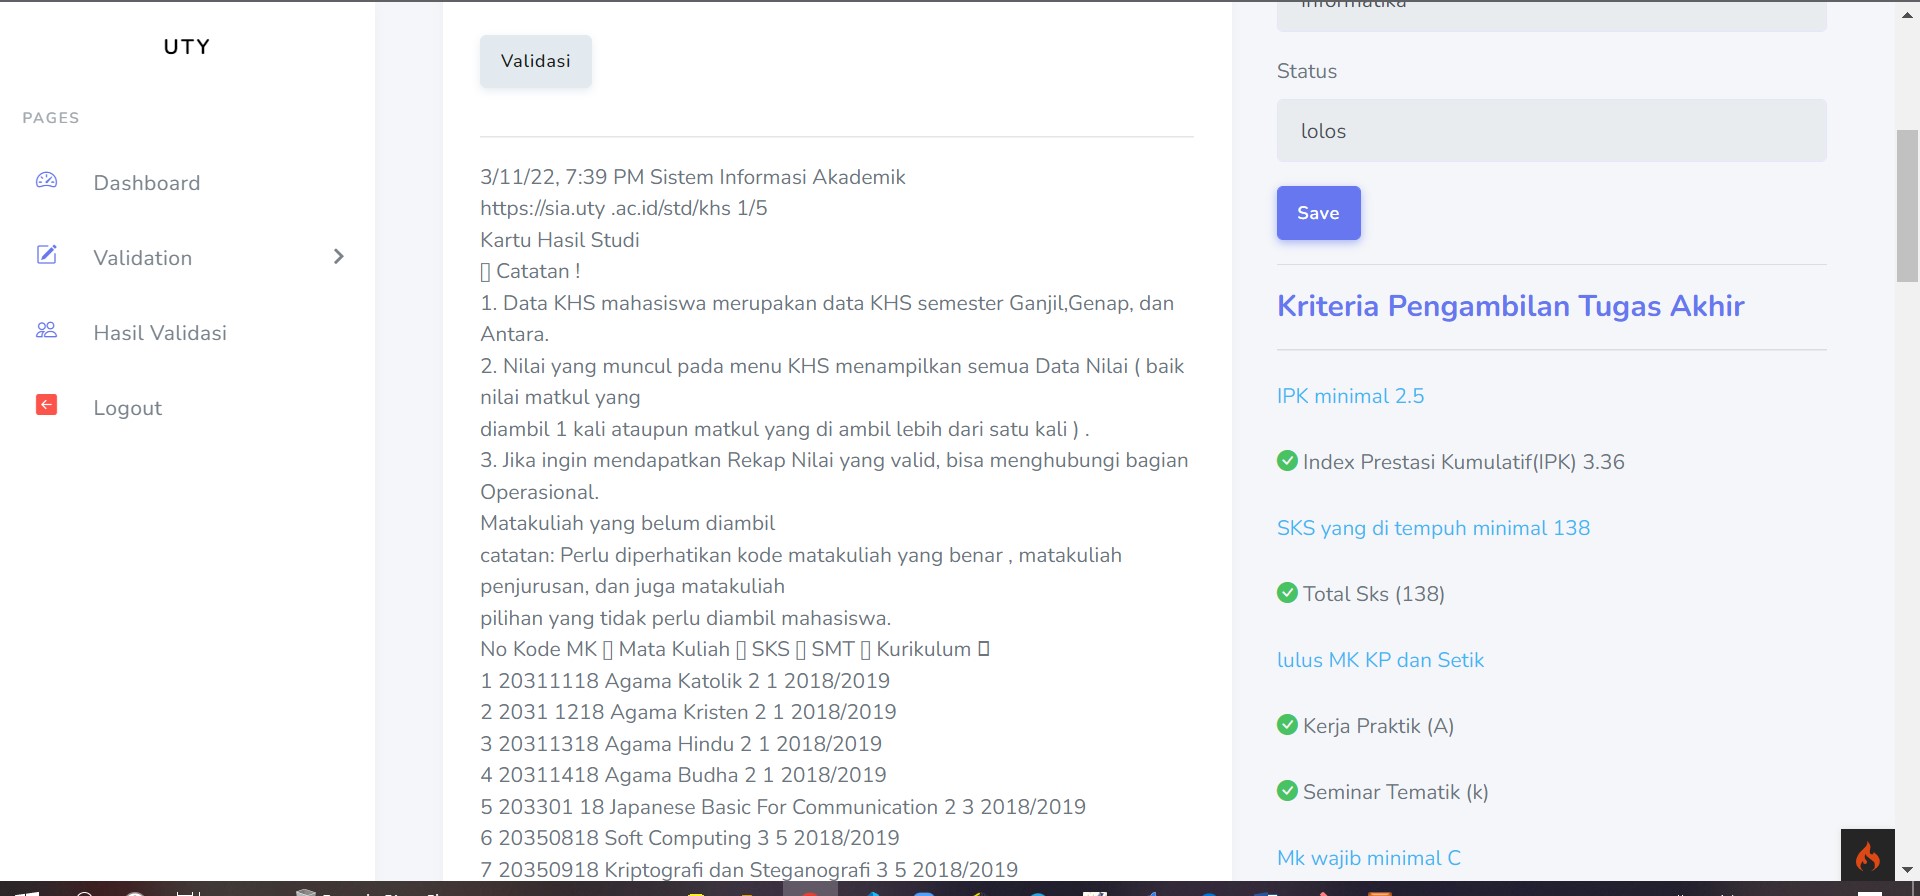 UTY
PAGES
Dashboard
Validation
Hasil Validasi
Logout
Validasi
3/11/22, 7:39 PM Sistem Informasi Akademik
https://sia.uty .ac.id/std/khs 1/5
Kartu Hasil Studi
Catatan !
1. Data KHS mahasiswa merupakan data KHS semester Ganjil,Genap, dan
Antara.
2. Nilai yang muncul pada menu KHS menampilkan semua Data Nilai ( baik
nilai matkul yang
diambil 1 kali ataupun matkul yang di ambil lebih dari satu kali ) .
3. Jika ingin mendapatkan Rekap Nilai yang valid, bisa menghubungi bagian
Operasional.
Matakuliah yang belum diambil
catatan: Perlu diperhatikan kode matakuliah yang benar , matakuliah
penjurusan, dan juga matakuliah
pilihan yang tidak perlu diambil mahasiswa.
No Kode MK ▯ Mata Kuliah ▯ SKS ▯ SMT ▯ Kurikulum ▯
1 20311118 Agama Katolik 2 1 2018/2019
2 2031 1218 Agama Kristen 2 1 2018/2019
3 20311318 Agama Hindu 2 1 2018/2019
4 20311418 Agama Budha 2 1 2018/2019
5 203301 18 Japanese Basic For Communication 2 3 2018/2019
6 20350818 Soft Computing 3 5 2018/2019
7 20350918 Kriptografi dan Steganografi 3 5 2018/2019
Informatika
Status
lolos
Save
Kriteria Pengambilan Tugas Akhir
IPK minimal 2.5
Index Prestasi Kumulatif(IPK) 3.36
SKS yang di tempuh minimal 138
Total Sks (138)
lulus MK KP dan Setik
Kerja Praktik (A)
Seminar Tematik (k)
Mk wajib minimal C